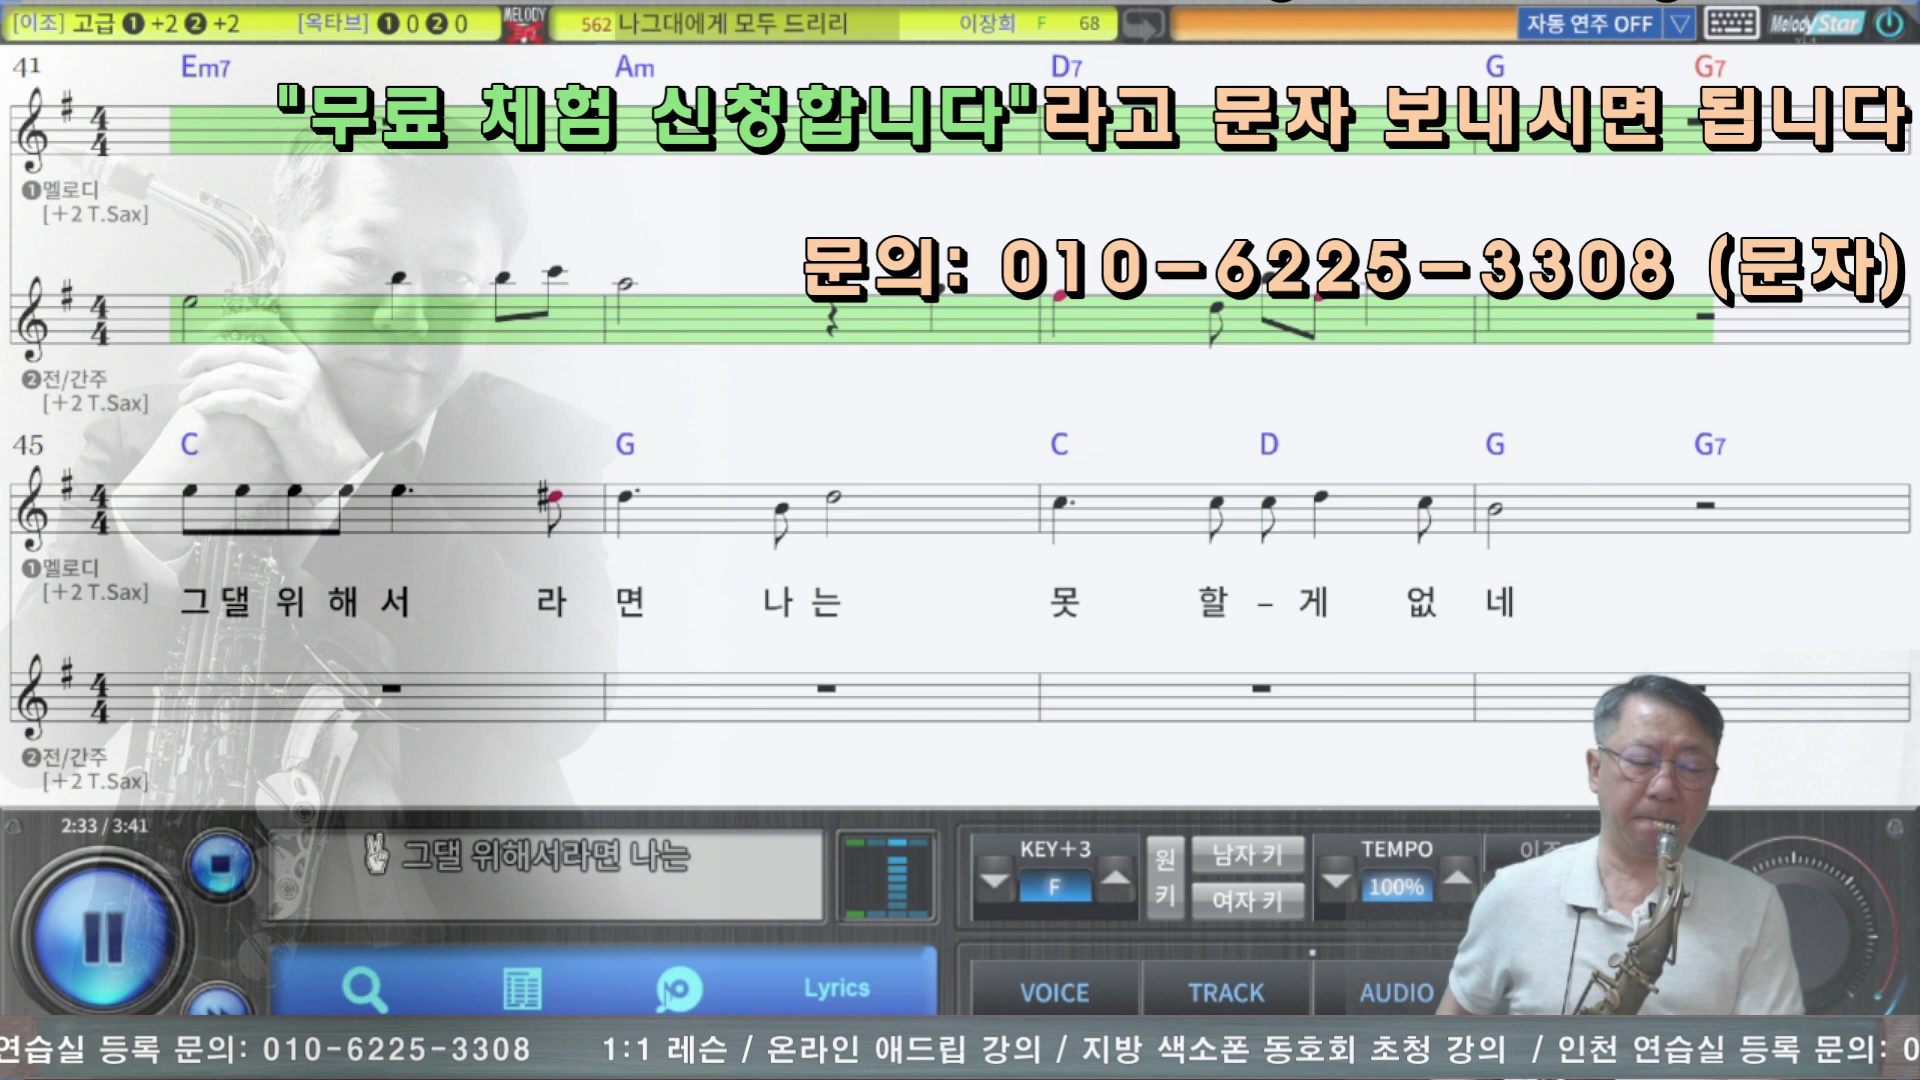 [이조] 고급 ❶ +2 ❷ +2 [옥타브] ❶ 0 ❷ 0 MELODY 562 나그대에게 모두 드리리 이장희 F 68 자동 연주 OFF MelodyStar
41 Em7 Am D7 G G7
"무료 체험 신청합니다"라고 문자 보내시면 됩니다
❶멜로디
[+2 T.Sax]
문의: 010-6225-3308 (문자)
❷전/간주
[+2 T.Sax]
45 C G C D G G7
❶멜로디
[+2 T.Sax]
그댈 위 해 서 라 면 나 는 못 할 - 게 없 네
❷전/간주
[+2 T.Sax]
2:33 / 3:41
그댈 위해서라면 나는
KEY+3 원키 남자 키 TEMPO
F 여자 키 100%
Lyrics VOICE TRACK AUDIO
연습실 등록 문의: 010-6225-3308 1:1 레슨 / 온라인 애드립 강의 / 지방 색소폰 동호회 초청 강의 / 인천 연습실 등록 문의: 0